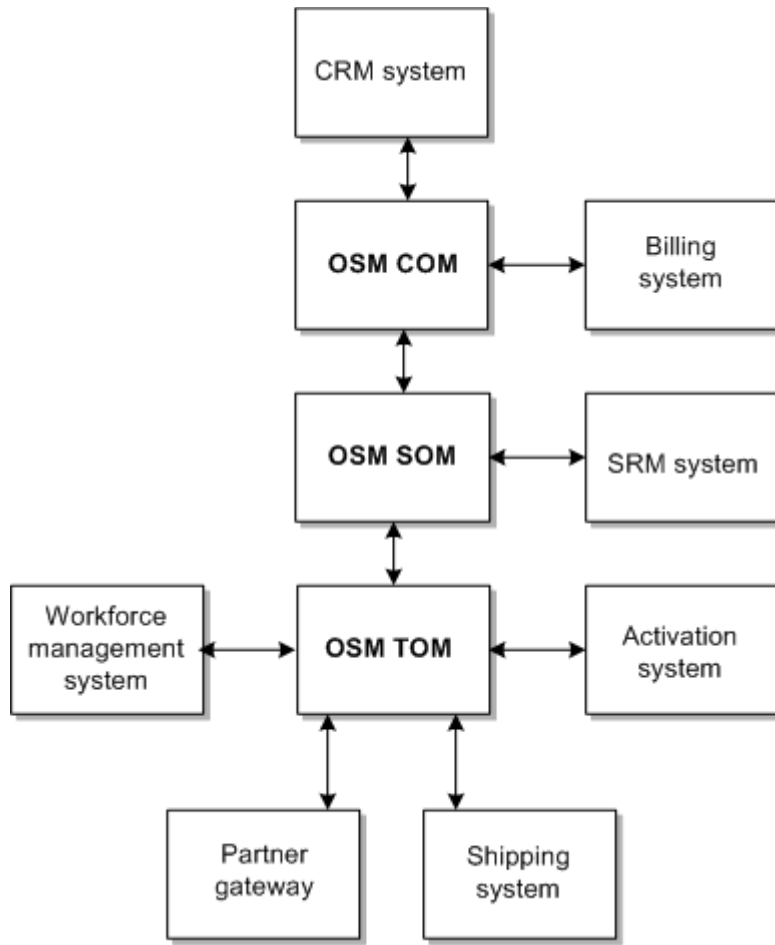 CRM system
OSM COM
Billing
system
OSM SOM
SRM system
Workforce
management
system
OSM TOM
Activation
system
Partner
gateway
Shipping
system